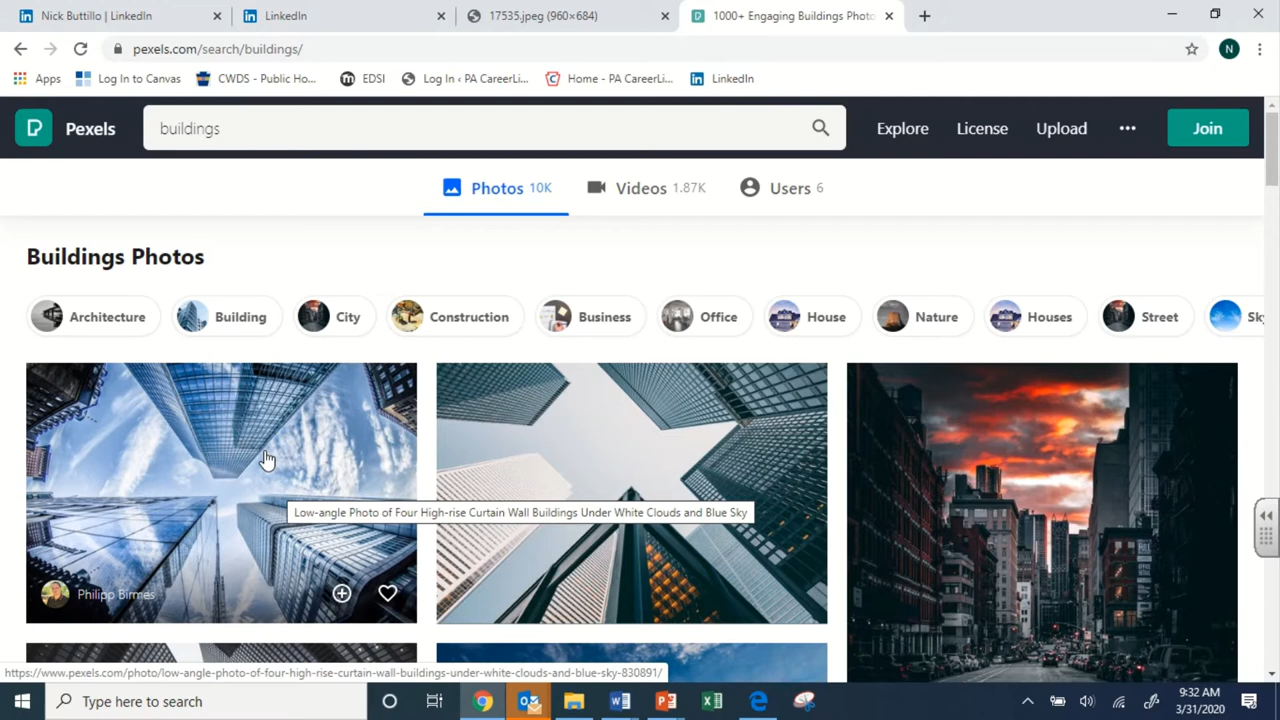 Nick Buttillo | LinkedIn
LinkedIn
17535.jpeg (960×684)
1000+ Engaging Buildings Photo
pexels.com/search/buildings/
N
Apps
Log In to Canvas
CWDS - Public Ho...
EDSI
Log In ‹ PA CareerLi...
Home - PA CareerLi...
LinkedIn
Pexels
buildings
Explore
License
Upload
Join
Photos 10K
Videos 1.87K
Users 6
Buildings Photos
Architecture
Building
City
Construction
Business
Office
House
Nature
Houses
Street
Sk
Low-angle Photo of Four High-rise Curtain Wall Buildings Under White Clouds and Blue Sky
Philipp Birmes
https://www.pexels.com/photo/low-angle-photo-of-four-high-rise-curtain-wall-buildings-under-white-clouds-and-blue-sky-830891/
Type here to search
9:32 AM
3/31/2020